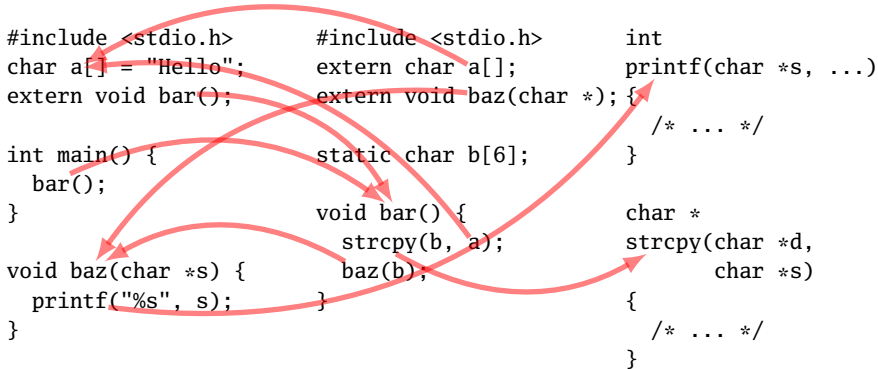 #include <stdio.h>
char a[] = "Hello";
extern void bar();
int main() {
  bar();
}
void baz(char *s) {
  printf("%s", s);
}
#include <stdio.h>
extern char a[];
extern void baz(char *);
static char b[6];
void bar() {
  strcpy(b, a);
  baz(b);
}
int
printf(char *s, ...)
{
  /* ... */
}
char *
strcpy(char *d,
       char *s)
{
  /* ... */
}